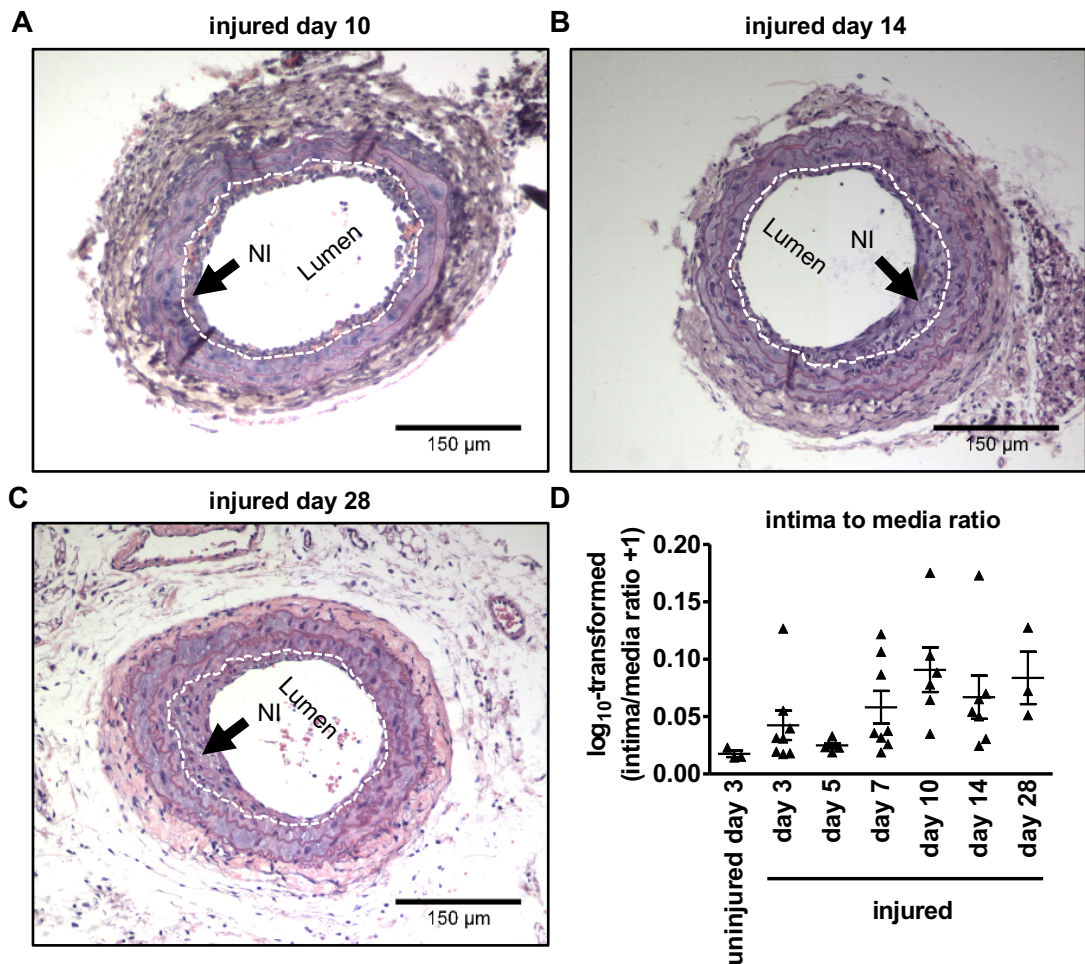 A
injured day 10
NI
Lumen
150 µm
B
injured day 14
Lumen
NI
150 µm
C
injured day 28
NI
Lumen
150 µm
D
intima to media ratio
log₁₀-transformed
(intima/media ratio +1)
0.20
0.15
0.10
0.05
0.00
uninjured day 3
day 3
day 5
day 7
day 10
day 14
day 28
injured